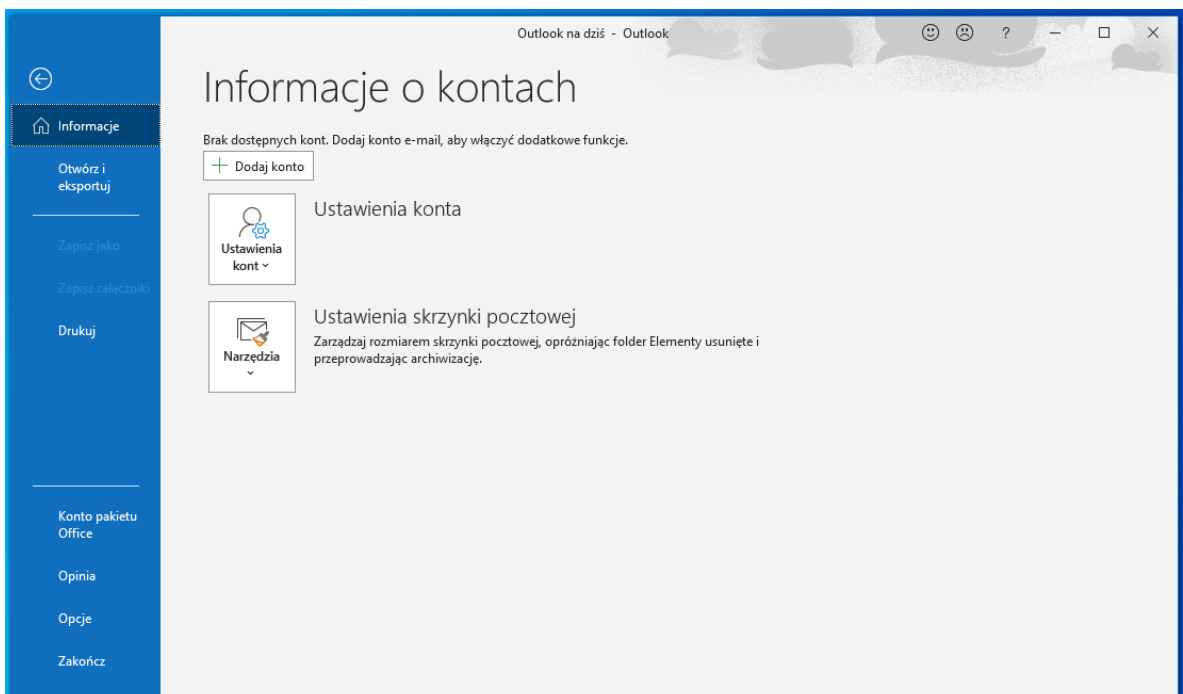 Outlook na dziś - Outlook
?
Informacje o kontach
Informacje
Otwórz i
eksportuj
Zapisz jako
Zapisz załączniki
Drukuj
Konto pakietu
Office
Opinia
Opcje
Zakończ
Brak dostępnych kont. Dodaj konto e-mail, aby włączyć dodatkowe funkcje.
Dodaj konto
Ustawienia
kont
Ustawienia konta
Narzędzia
Ustawienia skrzynki pocztowej
Zarządzaj rozmiarem skrzynki pocztowej, opróżniając folder Elementy usunięte i
przeprowadzając archiwizację.